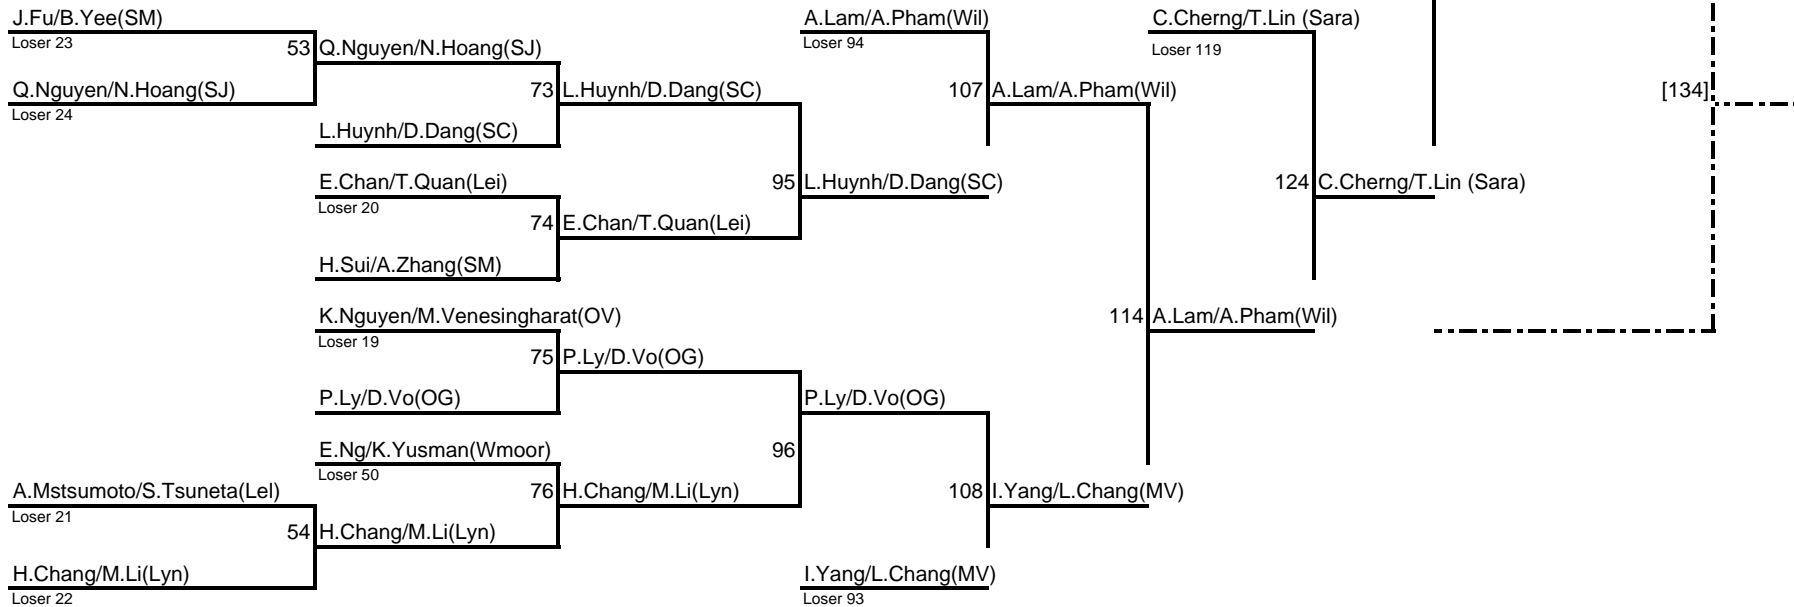 J.Fu/B.Yee(SM)
Loser 23
53
Q.Nguyen/N.Hoang(SJ)
Q.Nguyen/N.Hoang(SJ)
Loser 24
73
L.Huynh/D.Dang(SC)
L.Huynh/D.Dang(SC)
E.Chan/T.Quan(Lei)
Loser 20
95
L.Huynh/D.Dang(SC)
74
E.Chan/T.Quan(Lei)
H.Sui/A.Zhang(SM)
A.Lam/A.Pham(Wil)
Loser 94
107
A.Lam/A.Pham(Wil)
C.Cherng/T.Lin (Sara)
Loser 119
124
C.Cherng/T.Lin (Sara)
[134]
K.Nguyen/M.Venesingharat(OV)
Loser 19
75
P.Ly/D.Vo(OG)
P.Ly/D.Vo(OG)
114
A.Lam/A.Pham(Wil)
P.Ly/D.Vo(OG)
E.Ng/K.Yusman(Wmoor)
Loser 50
96
A.Mstsumoto/S.Tsuneta(Lel)
Loser 21
76
H.Chang/M.Li(Lyn)
108
I.Yang/L.Chang(MV)
54
H.Chang/M.Li(Lyn)
H.Chang/M.Li(Lyn)
Loser 22
I.Yang/L.Chang(MV)
Loser 93